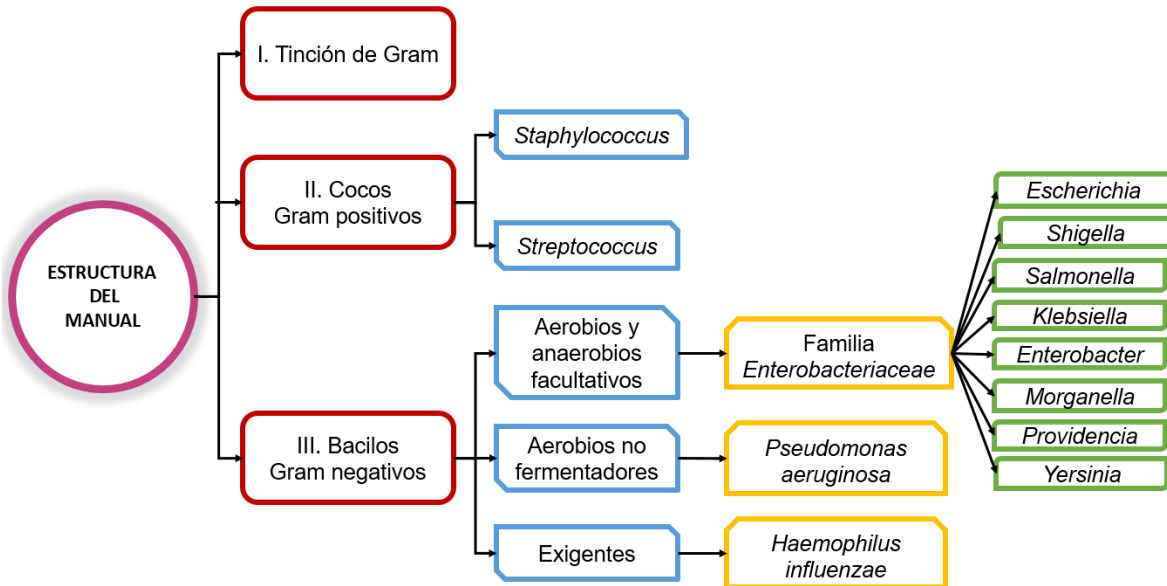 ESTRUCTURA
DEL
MANUAL
I. Tinción de Gram
II. Cocos
Gram positivos
Staphylococcus
Streptococcus
III. Bacilos
Gram negativos
Aerobios y
anaerobios
facultativos
Familia
Enterobacteriaceae
Escherichia
Shigella
Salmonella
Klebsiella
Enterobacter
Morganella
Providencia
Yersinia
Aerobios no
fermentadores
Pseudomonas
aeruginosa
Exigentes
Haemophilus
influenzae